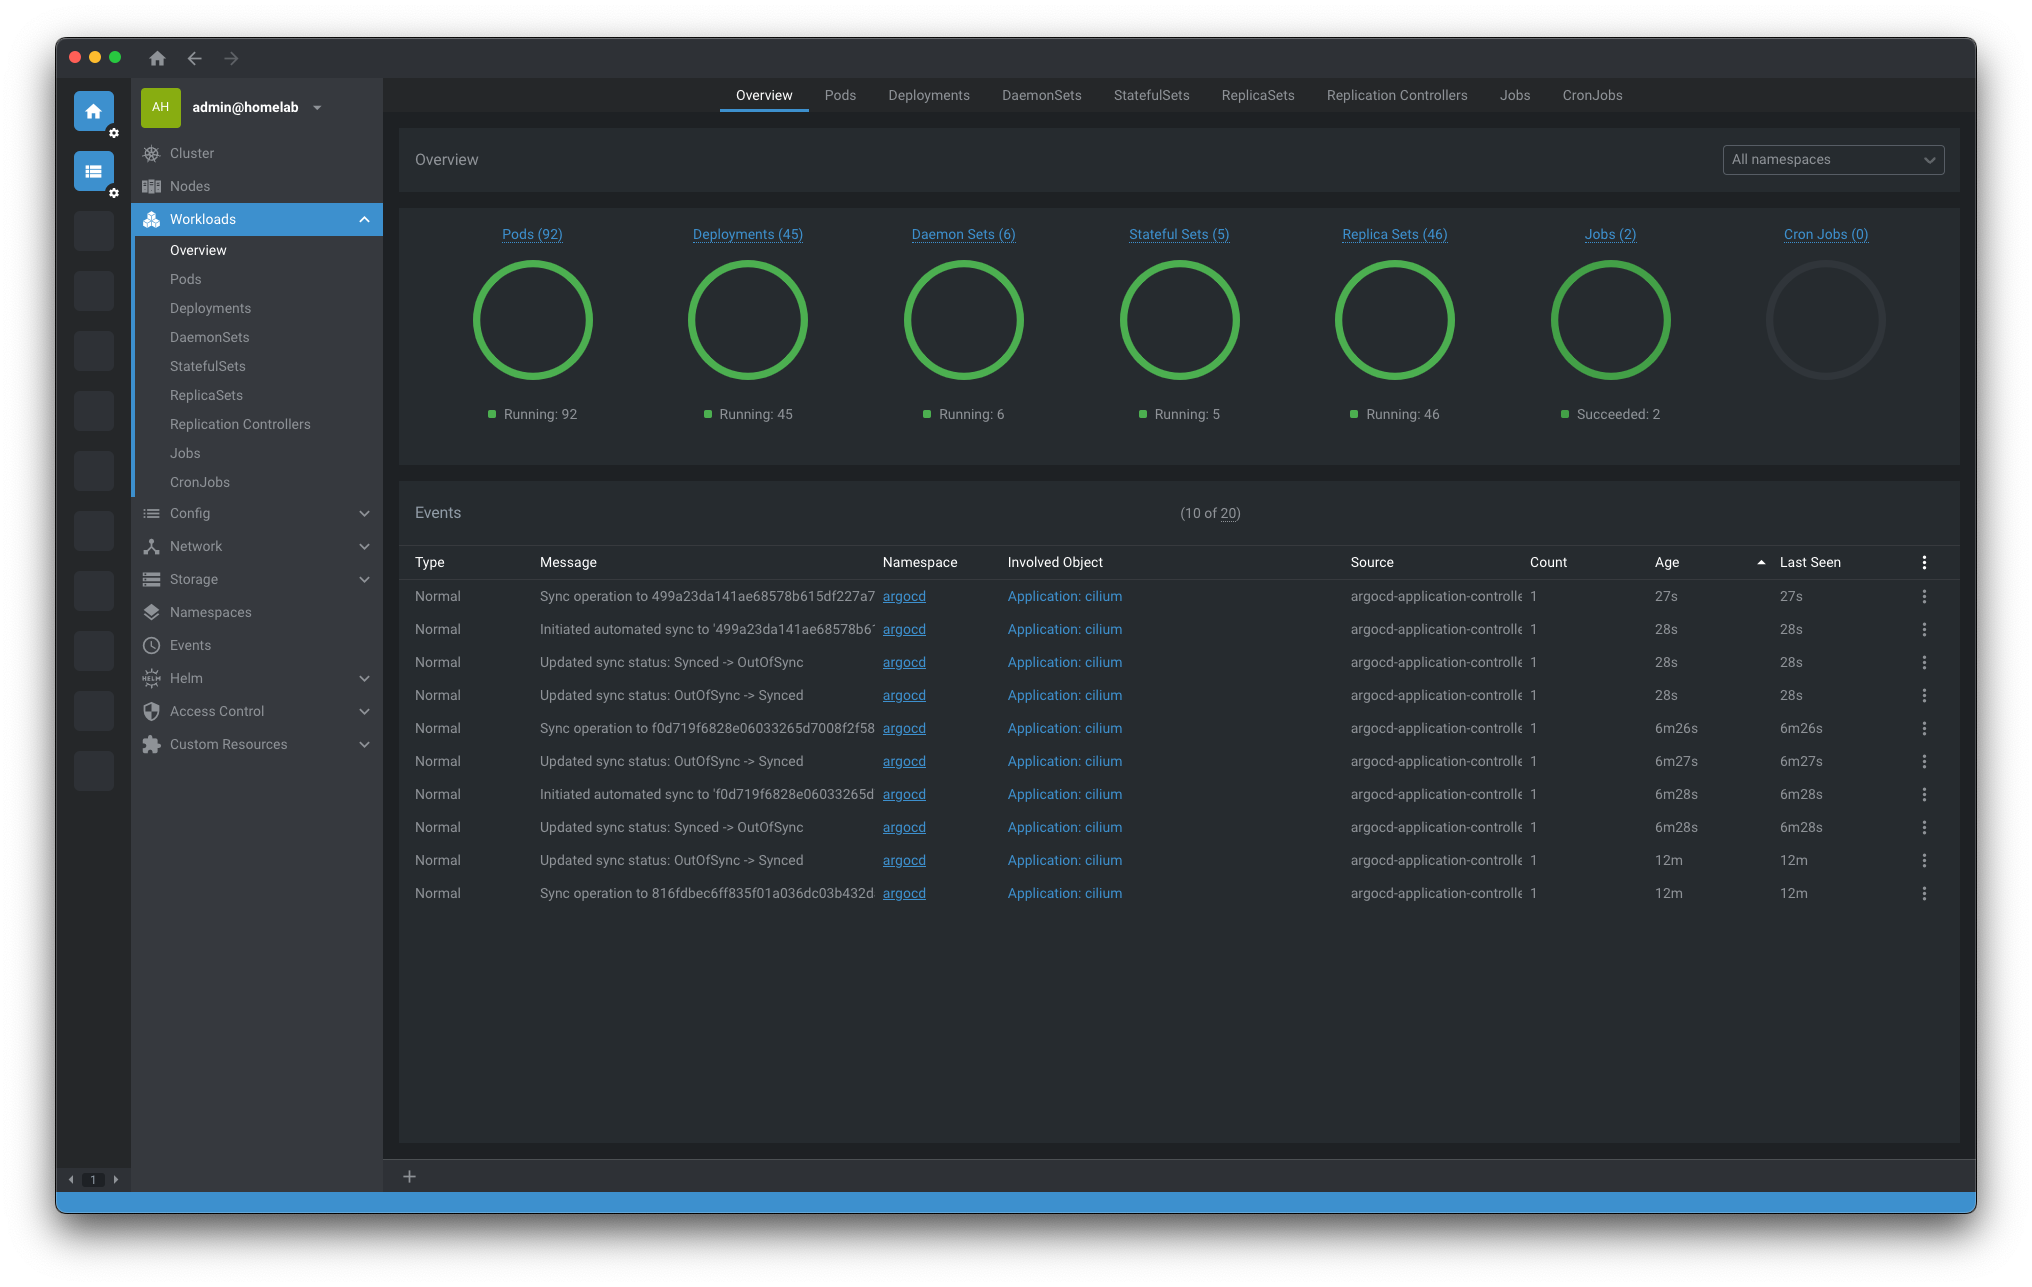 AH admin@homelab
Cluster
Nodes
Workloads
Overview
Pods
Deployments
DaemonSets
StatefulSets
ReplicaSets
Replication Controllers
Jobs
CronJobs
Config
Network
Storage
Namespaces
Events
HELM Helm
Access Control
Custom Resources
1
Overview Pods Deployments DaemonSets StatefulSets ReplicaSets Replication Controllers Jobs CronJobs
Overview All namespaces
Pods (92) Deployments (45) Daemon Sets (6) Stateful Sets (5) Replica Sets (46) Jobs (2) Cron Jobs (0)
Running: 92 Running: 45 Running: 6 Running: 5 Running: 46 Succeeded: 2
Events (10 of 20)
Type Message Namespace Involved Object Source Count Age Last Seen
Normal Sync operation to 499a23da141ae68578b615df227a7 argocd Application: cilium argocd-application-controlle 1 27s 27s
Normal Initiated automated sync to '499a23da141ae68578b6 argocd Application: cilium argocd-application-controlle 1 28s 28s
Normal Updated sync status: Synced -> OutOfSync argocd Application: cilium argocd-application-controlle 1 28s 28s
Normal Updated sync status: OutOfSync -> Synced argocd Application: cilium argocd-application-controlle 1 28s 28s
Normal Sync operation to f0d719f6828e06033265d7008f2f58 argocd Application: cilium argocd-application-controlle 1 6m26s 6m26s
Normal Updated sync status: OutOfSync -> Synced argocd Application: cilium argocd-application-controlle 1 6m27s 6m27s
Normal Initiated automated sync to 'f0d719f6828e06033265d argocd Application: cilium argocd-application-controlle 1 6m28s 6m28s
Normal Updated sync status: Synced -> OutOfSync argocd Application: cilium argocd-application-controlle 1 6m28s 6m28s
Normal Updated sync status: OutOfSync -> Synced argocd Application: cilium argocd-application-controlle 1 12m 12m
Normal Sync operation to 816fdbec6ff835f01a036dc03b432d argocd Application: cilium argocd-application-controlle 1 12m 12m